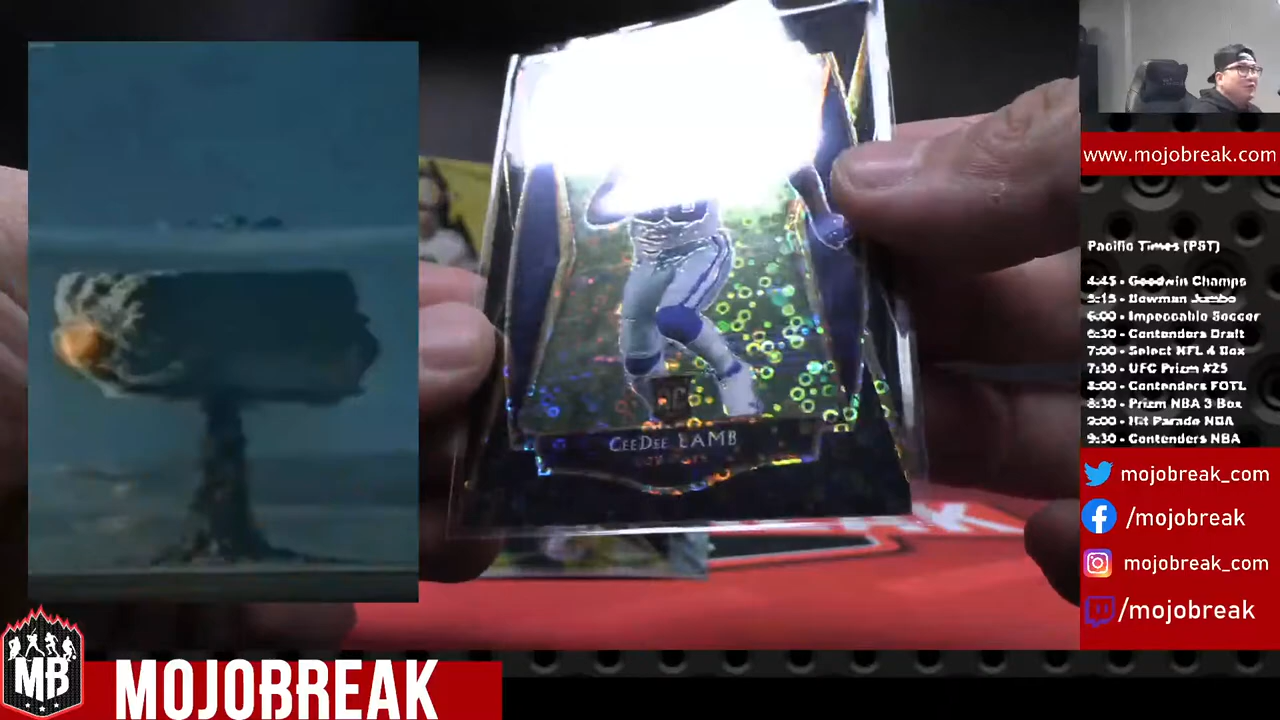 CEEDEE LAMB
www.mojobreak.com
Pacific Times (PST)
4:45 - Goodwin Champs
5:15 - Bowman Jumbo
6:00 - Impeccable Soccer
6:30 - Contenders Draft
7:00 - Select NFL 4 Box
7:30 - UFC Prizm #25
8:00 - Contenders FOTL
8:30 - Prizm NBA 3 Box
9:00 - Hit Parade NBA
9:30 - Contenders NBA
mojobreak_com
/mojobreak
mojobreak_com
/mojobreak
MB
MOJOBREAK